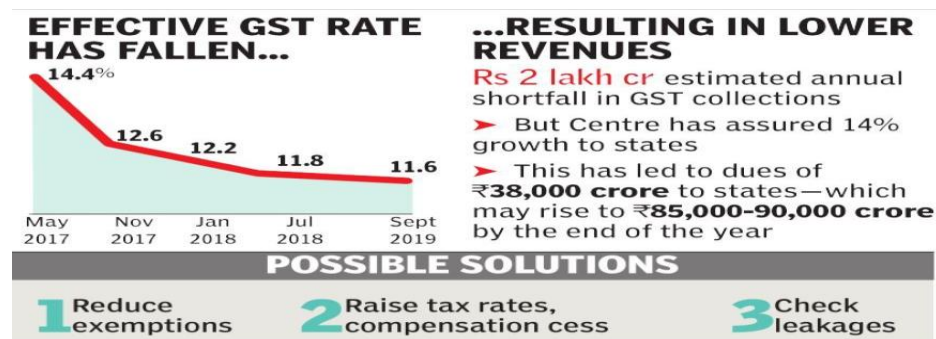 EFFECTIVE GST RATE
HAS FALLEN...
14.4%
12.6
12.2
11.8
11.6
May
2017
Nov
2017
Jan
2018
Jul
2018
Sept
2019
...RESULTING IN LOWER
REVENUES
Rs 2 lakh cr estimated annual
shortfall in GST collections
➤ But Centre has assured 14%
growth to states
➤ This has led to dues of
₹38,000 crore to states—which
may rise to ₹85,000-90,000 crore
by the end of the year
POSSIBLE SOLUTIONS
1 Reduce
exemptions
2 Raise tax rates,
compensation cess
3 Check
leakages